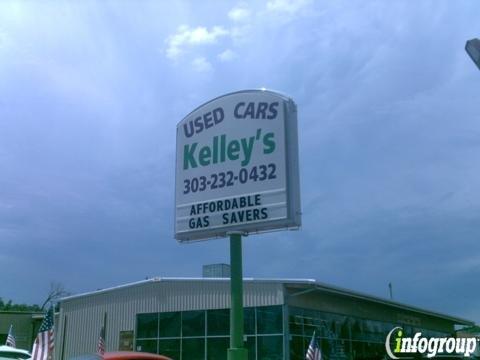 USED CARS
Kelley's
303-232-0432
AFFORDABLE
GAS SAVERS
infogroup